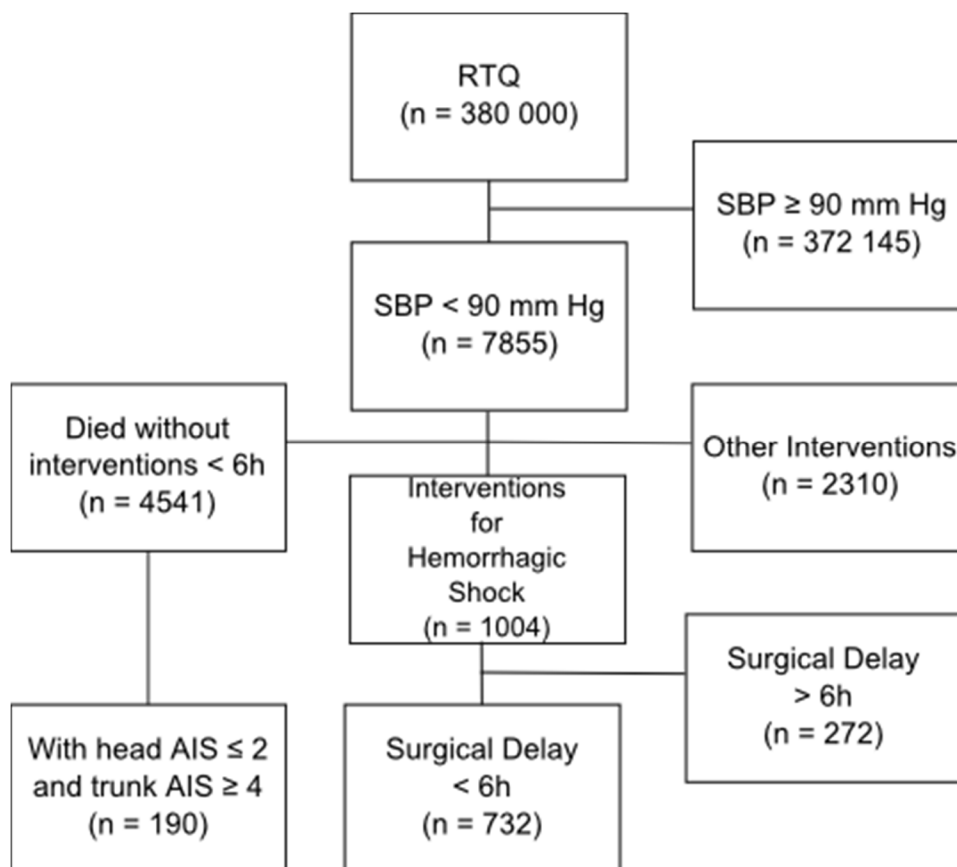 RTQ
(n = 380 000)
SBP ≥ 90 mm Hg
(n = 372 145)
SBP < 90 mm Hg
(n = 7855)
Died without
interventions < 6h
(n = 4541)
Other Interventions
(n = 2310)
Interventions
for
Hemorrhagic
Shock
(n = 1004)
Surgical Delay
> 6h
(n = 272)
With head AIS ≤ 2
and trunk AIS ≥ 4
(n = 190)
Surgical Delay
< 6h
(n = 732)